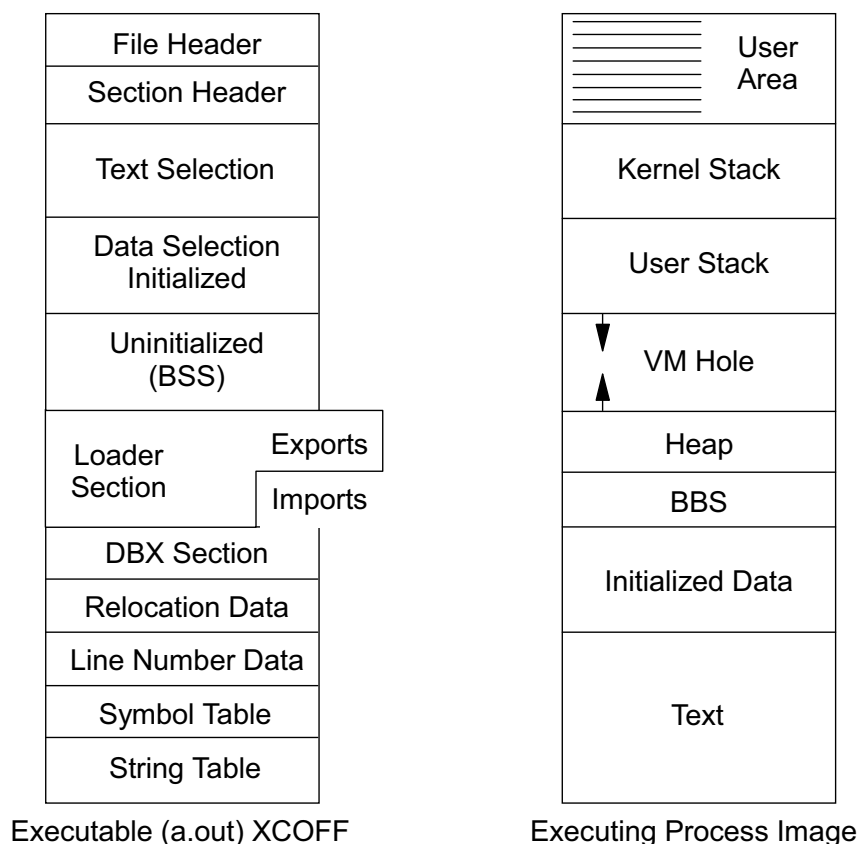 File Header
Section Header
Text Selection
Data Selection
Initialized
Uninitialized
(BSS)
Loader
Section
Exports
Imports
DBX Section
Relocation Data
Line Number Data
Symbol Table
String Table
Executable (a.out) XCOFF
User
Area
Kernel Stack
User Stack
VM Hole
Heap
BBS
Initialized Data
Text
Executing Process Image